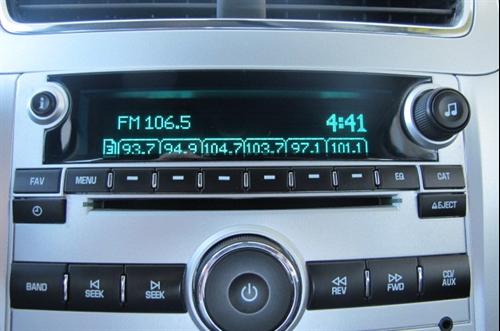 FM 106.5 4:41
3 93.7 94.9 104.7 103.7 97.1 101.1
FAV MENU EQ CAT
EJECT
BAND SEEK SEEK REV FWD CD/AUX